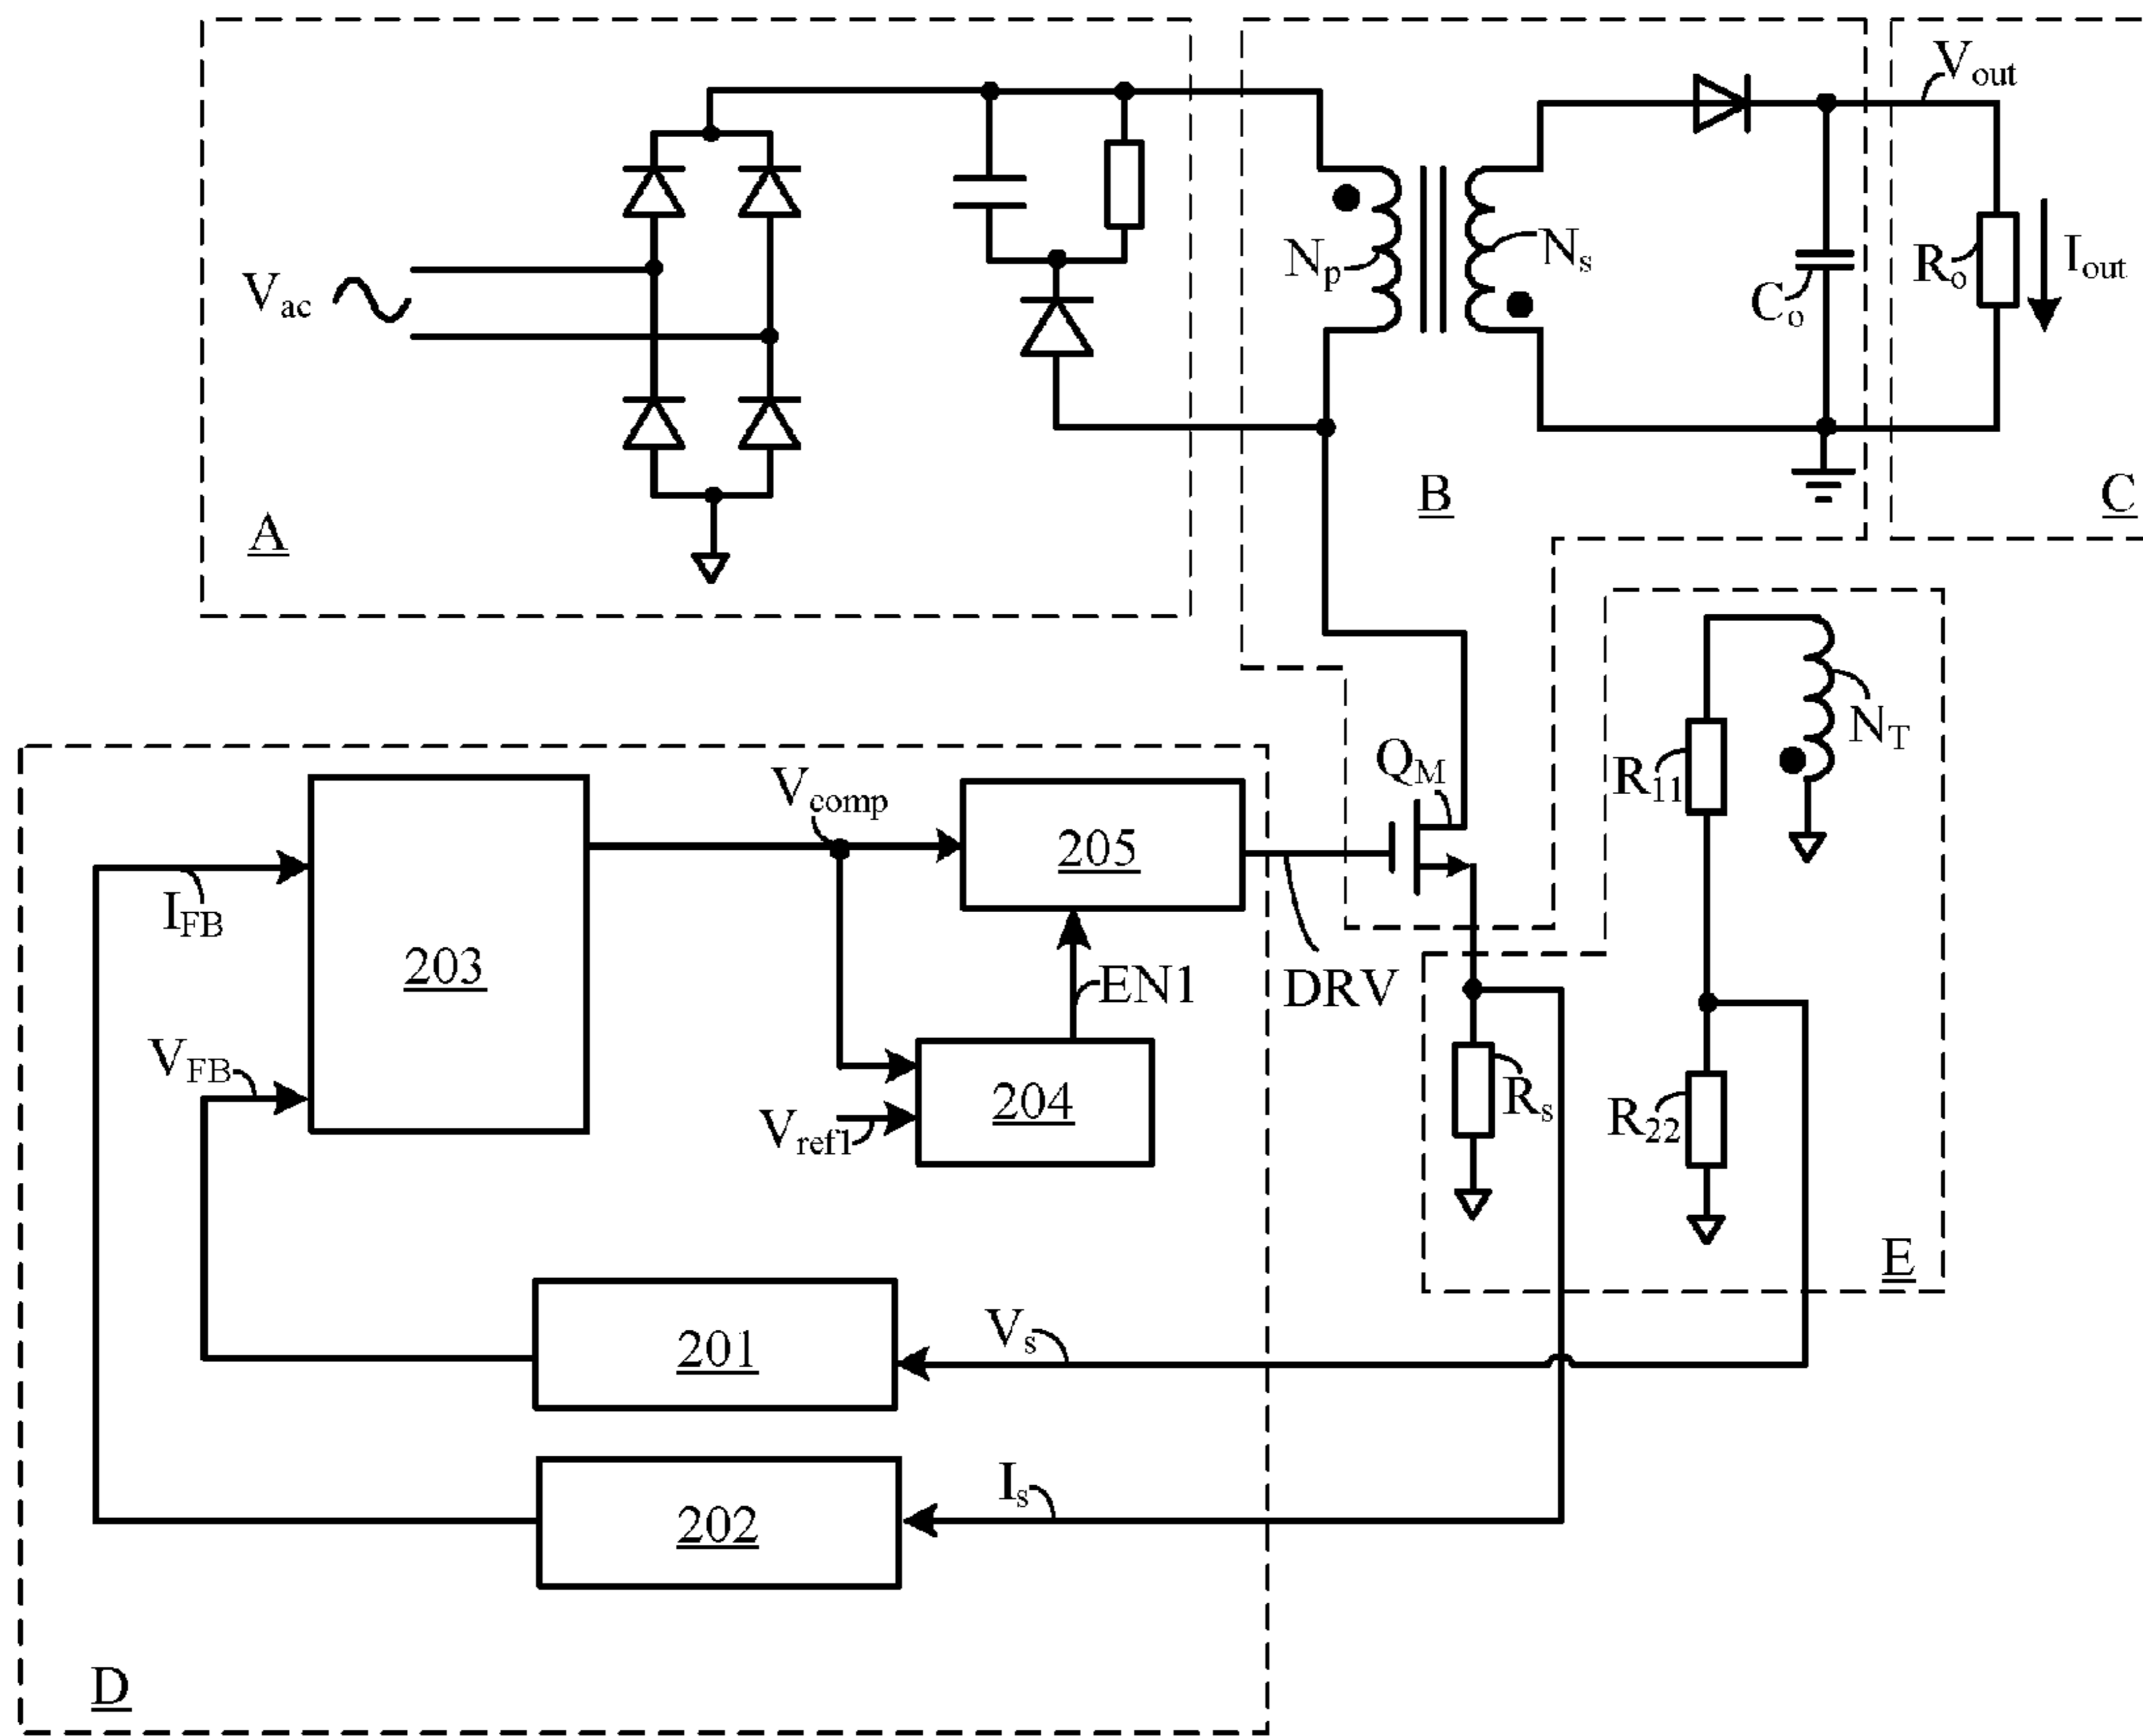 Vout
Vac
Np
Ns
Co
Ro
Iout
A
B
C
NT
R11
QM
Vcomp
205
IFB
203
EN1
DRV
VFB
204
Vref1
Rs
R22
E
201
Vs
202
Is
D